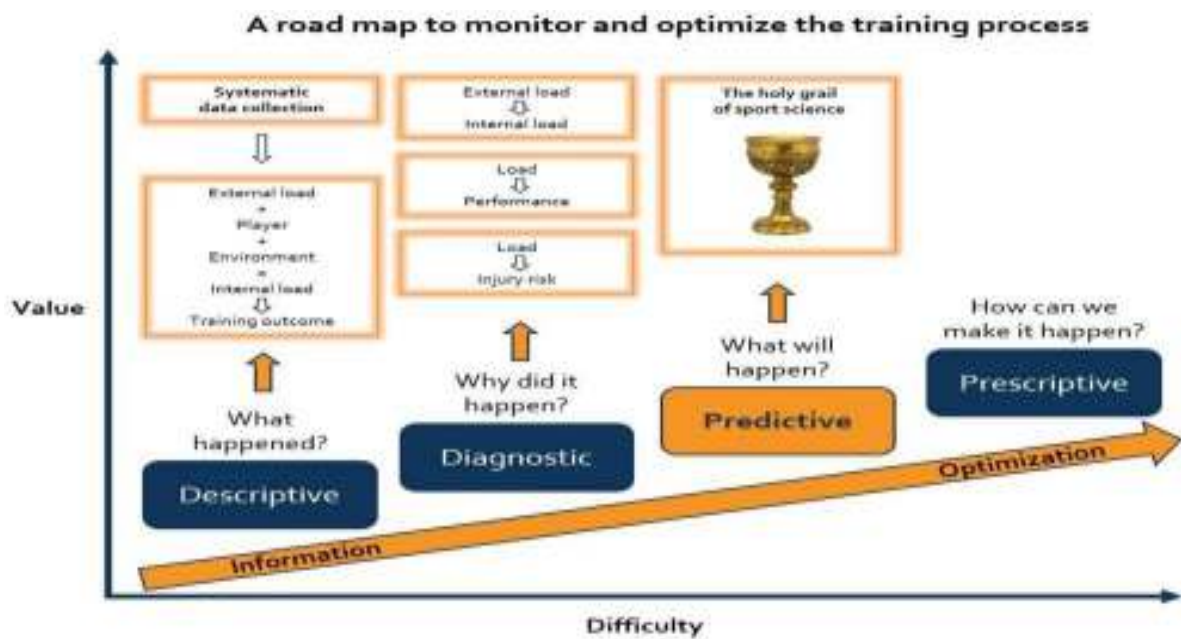 A road map to monitor and optimize the training process
Systematic
data collection
External load
+
Player
+
Environment
=
Internal load
Training outcome
What
happened?
Descriptive
External load
Internal load
Load
Performance
Load
Injury risk
Why did it
happen?
Diagnostic
The holy grail
of sport science
What will
happen?
Predictive
How can we
make it happen?
Prescriptive
Value
Information
Optimization
Difficulty